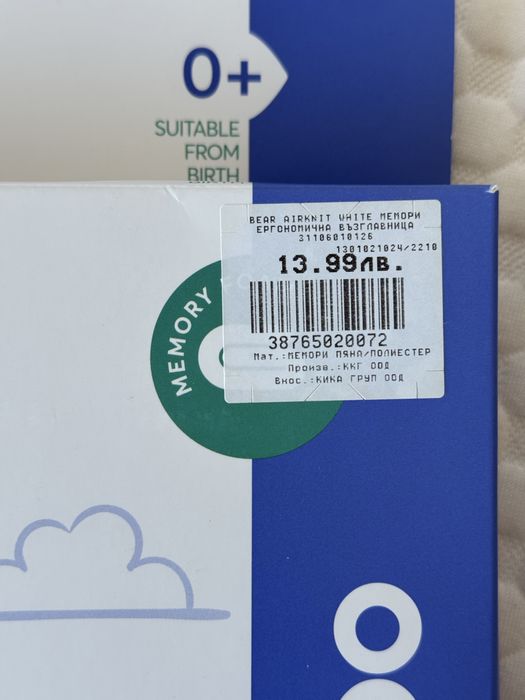 0+
SUITABLE
FROM
BIRTH
BEAR AIRKNIT WHITE МЕМОРИ
ЕРГОНОМИЧНА ВЪЗГЛАВНИЦА
31106010126
1301021024/2210
13.99лв.
38765020072
Мат.:МЕМОРИ ПЯНА/ПОЛИЕСТЕР
Произв.:ККГ ООД
Внос.:КИКА ГРУП ООД
MEMORY FOAM